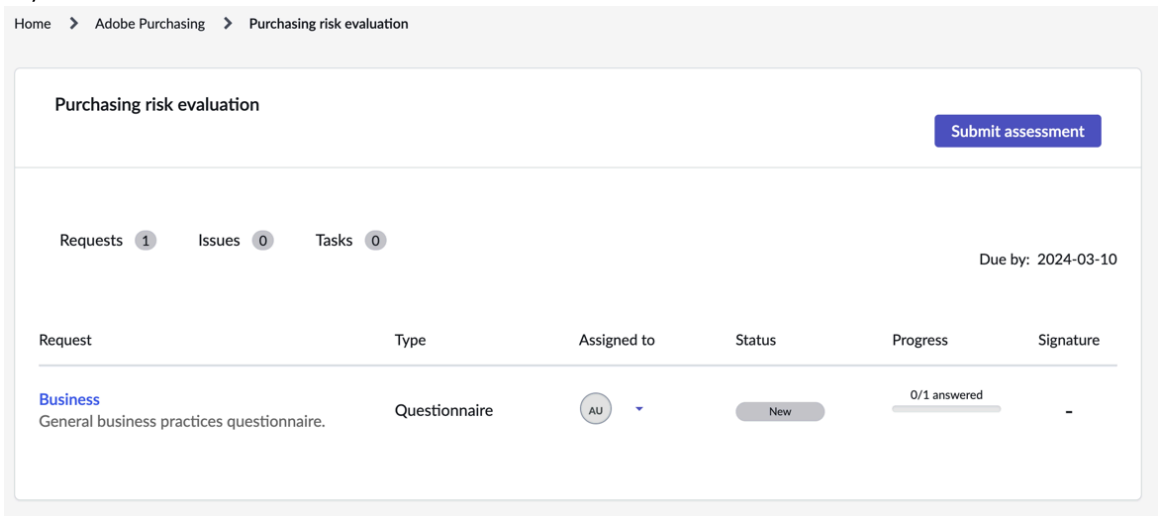 Home > Adobe Purchasing > Purchasing risk evaluation
Purchasing risk evaluation
Submit assessment
Requests 1 Issues 0 Tasks 0
Due by: 2024-03-10
Request Type Assigned to Status Progress Signature
Business
General business practices questionnaire.
Questionnaire
AU
New
0/1 answered
-